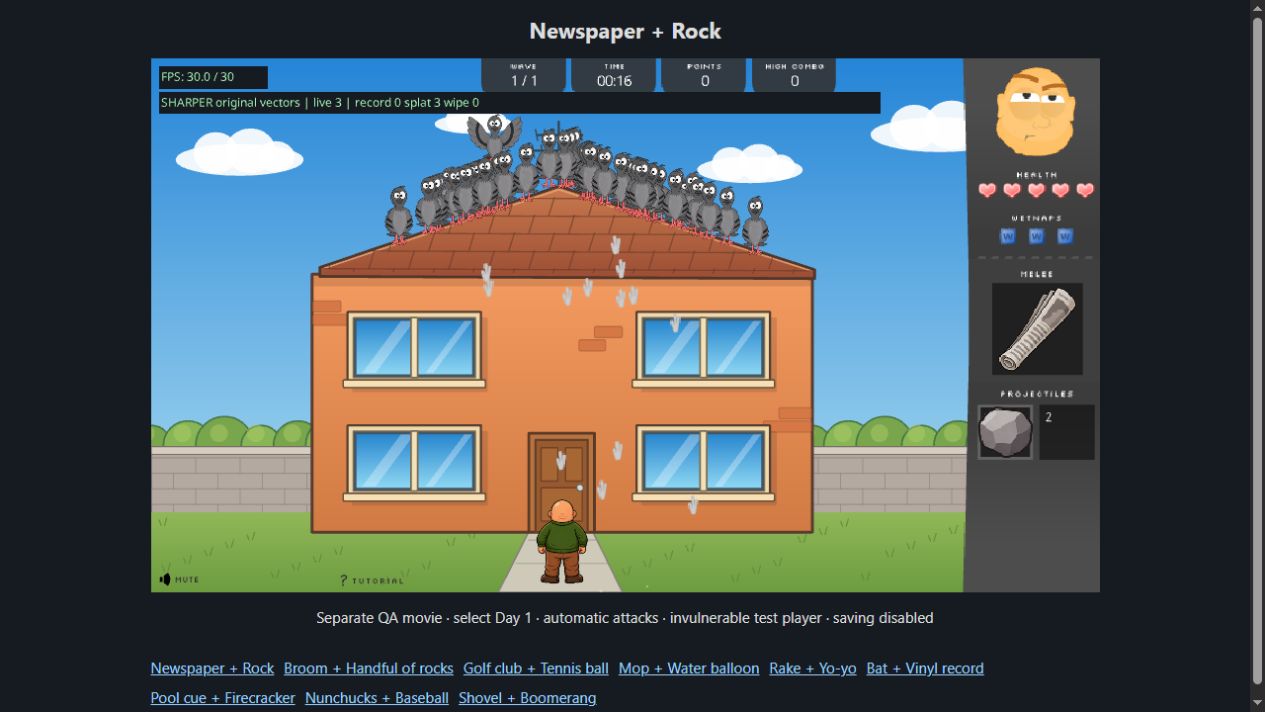 Newspaper + Rock
FPS: 30.0 / 30
WAVE
1 / 1
TIME
00:16
POINTS
0
HIGH COMBO
0
SHARPER original vectors | live 3 | record 0 splat 3 wipe 0
HEALTH
WETNAPS
W W W
MELEE
PROJECTILES
2
MUTE
? TUTORIAL
Separate QA movie · select Day 1 · automatic attacks · invulnerable test player · saving disabled
Newspaper + Rock Broom + Handful of rocks Golf club + Tennis ball Mop + Water balloon Rake + Yo-yo Bat + Vinyl record
Pool cue + Firecracker Nunchucks + Baseball Shovel + Boomerang